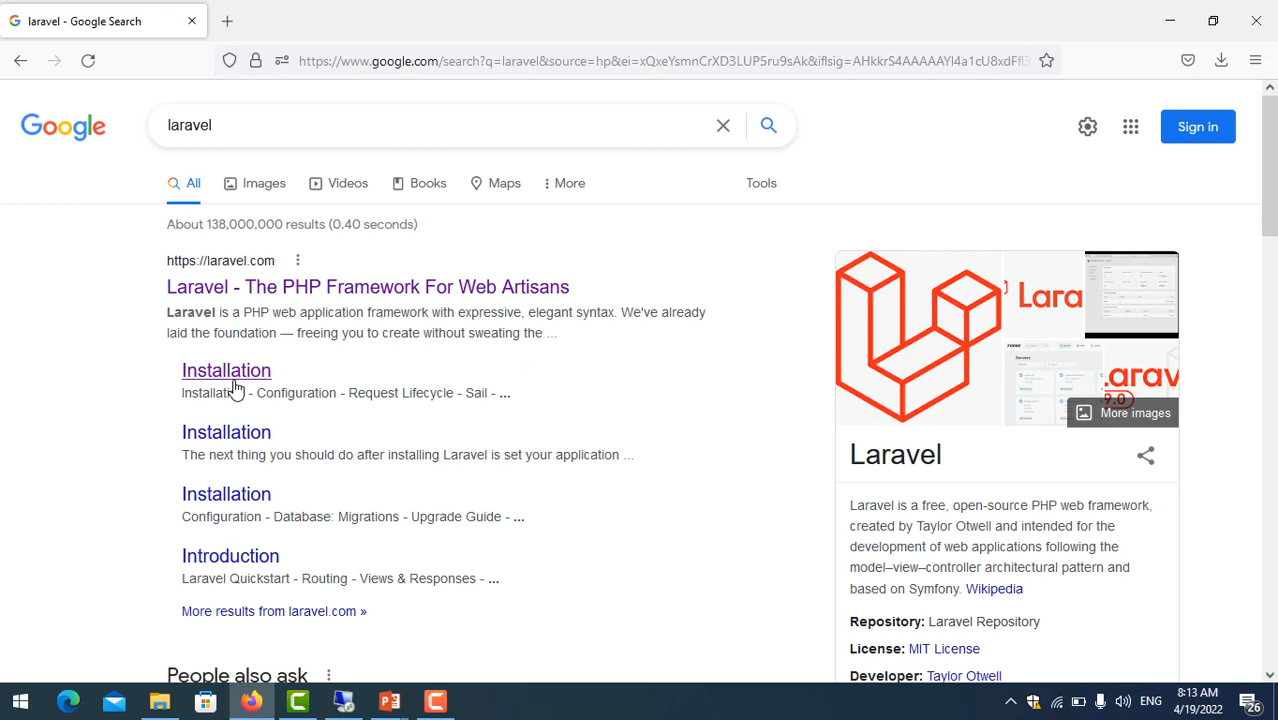 laravel - Google Search
https://www.google.com/search?q=laravel&source=hp&ei=xQxeYsmnCrXD3LUP5ru9sAk&iflsig=AHkkrS4AAAAAYl4a1cU8xdFfl3
Google
laravel
Sign in
All
Images
Videos
Books
Maps
More
Tools
About 138,000,000 results (0.40 seconds)
https://laravel.com
Laravel - The PHP Framework For Web Artisans
Laravel is a PHP web application framework with expressive, elegant syntax. We've already
laid the foundation — freeing you to create without sweating the ...
Installation
Installation - Configuration - Request Lifecycle - Sail - ...
Installation
The next thing you should do after installing Laravel is set your application ...
Installation
Configuration - Database: Migrations - Upgrade Guide - ...
Introduction
Laravel Quickstart - Routing - Views & Responses - ...
More results from laravel.com »
People also ask
Lara
arav
9.0
More images
Laravel
Laravel is a free, open-source PHP web framework,
created by Taylor Otwell and intended for the
development of web applications following the
model–view–controller architectural pattern and
based on Symfony. Wikipedia
Repository: Laravel Repository
License: MIT License
Developer: Taylor Otwell
ENG
8:13 AM
4/19/2022
26